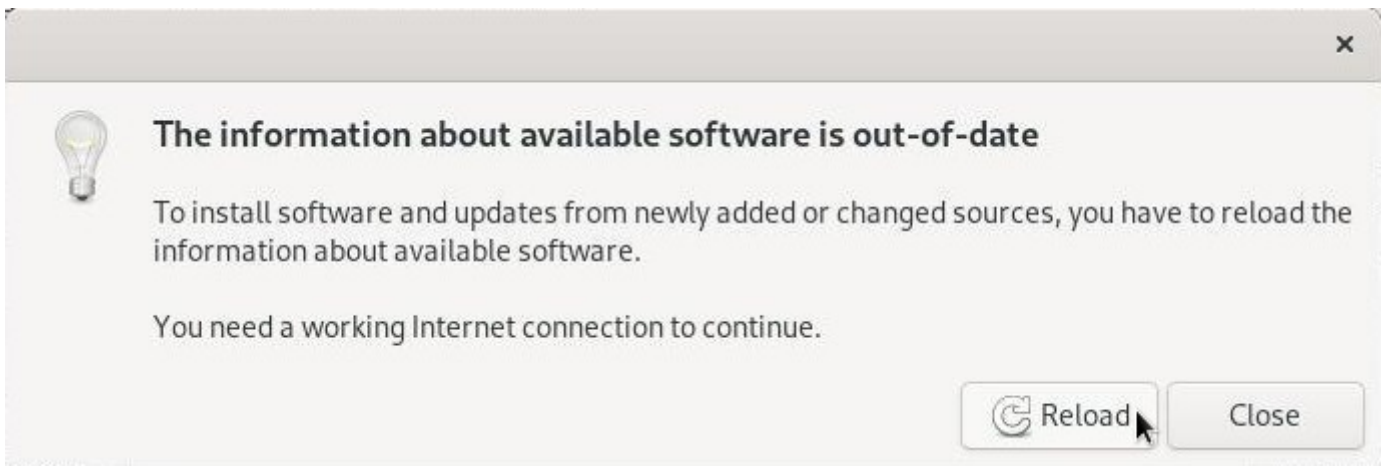 The information about available software is out-of-date
To install software and updates from newly added or changed sources, you have to reload the
information about available software.
You need a working Internet connection to continue.
Reload
Close